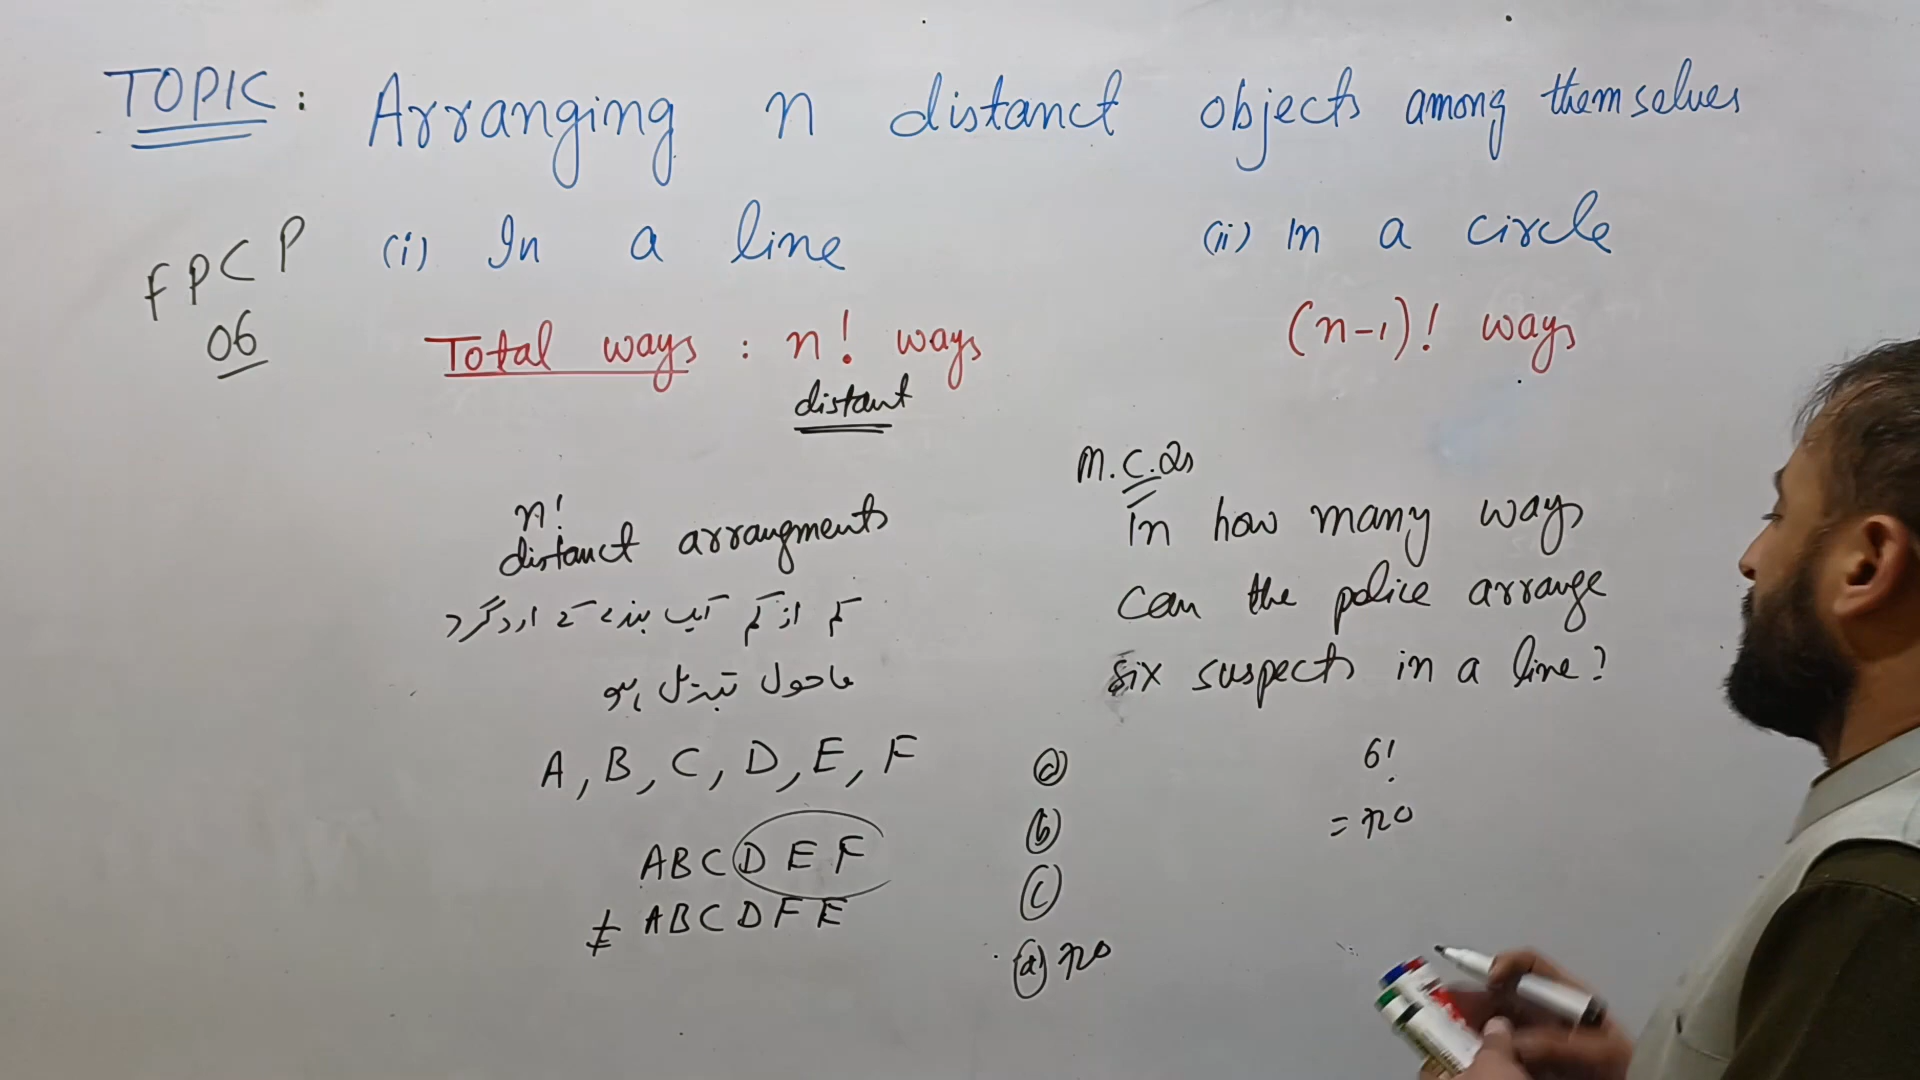 TOPIC: Arranging n distanct objects among themselves
(i) In a line
(ii) In a circle
FPCP
06
Total ways: n! ways
(n-1)! ways
distant
M.C.Qs
n!
distanct arrangments
کم از کم ایک بندے کے اردگرد
ماحول تبدیل ہو
In how many ways
can the police arrange
six suspects in a line?
A, B, C, D, E, F
ABCDEF
≠ ABCDFE
(a)
(b)
(c)
(d) 720
6!
= 720